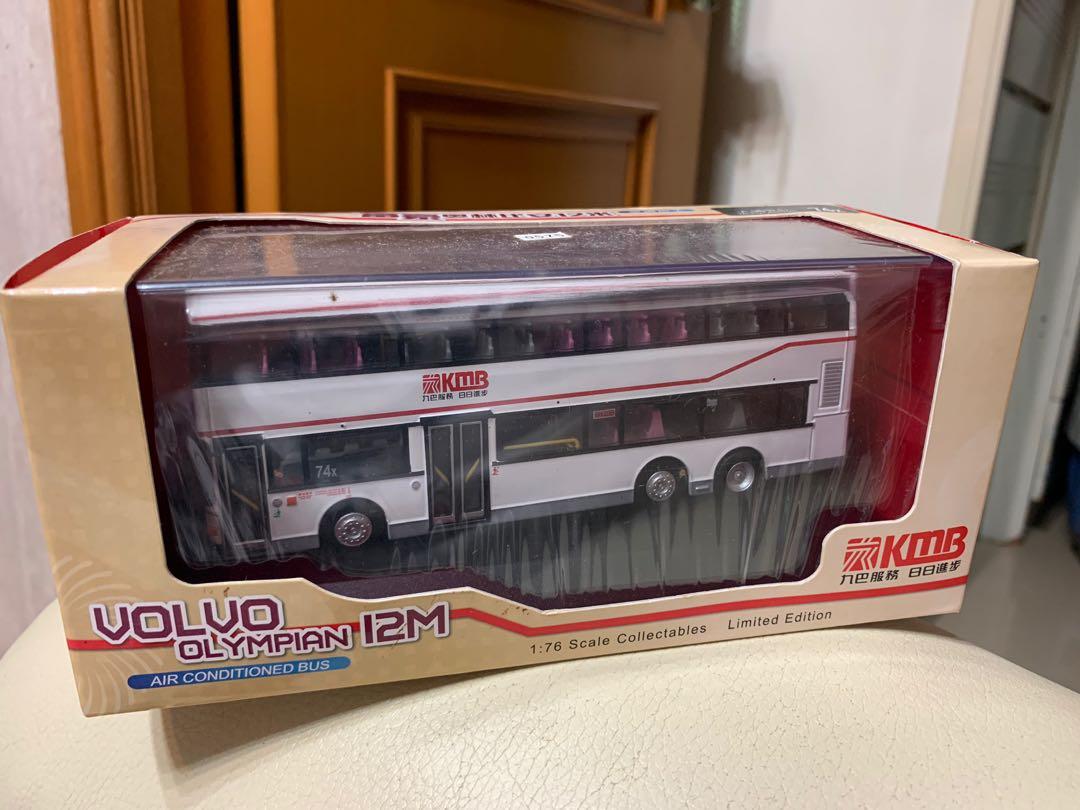 0575
KMB
九巴服務 日日進步
74x
KMB
九巴服務 日日進步
VOLVO
OLYMPIAN 12M
AIR CONDITIONED BUS
1:76 Scale Collectables Limited Edition